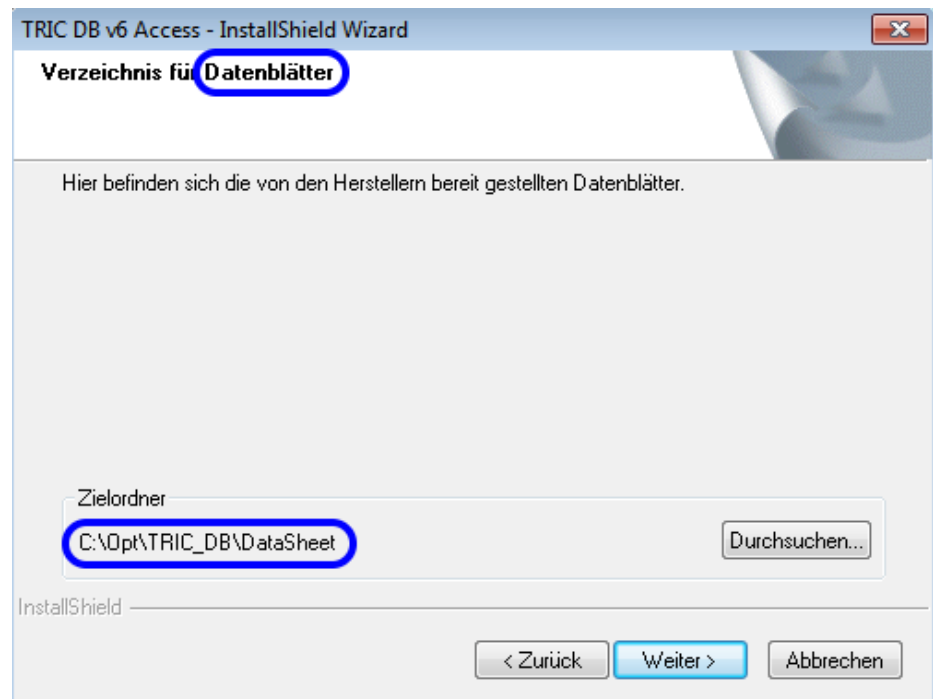 TRIC DB v6 Access - InstallShield Wizard
Verzeichnis für Datenblätter
Hier befinden sich die von den Herstellern bereit gestellten Datenblätter.
Zielordner
C:\Opt\TRIC_DB\DataSheet
Durchsuchen...
InstallShield
< Zurück
Weiter >
Abbrechen